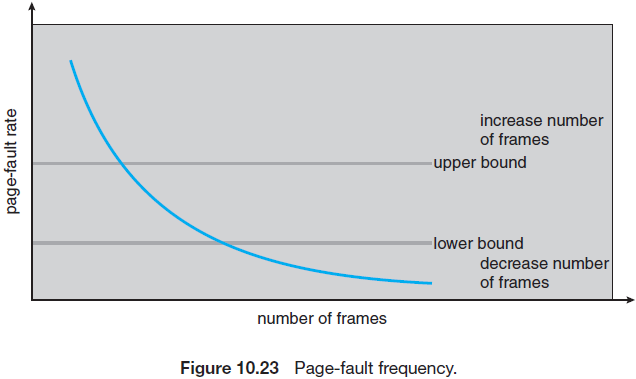 page-fault rate
increase number
of frames
upper bound
lower bound
decrease number
of frames
number of frames
Figure 10.23 Page-fault frequency.